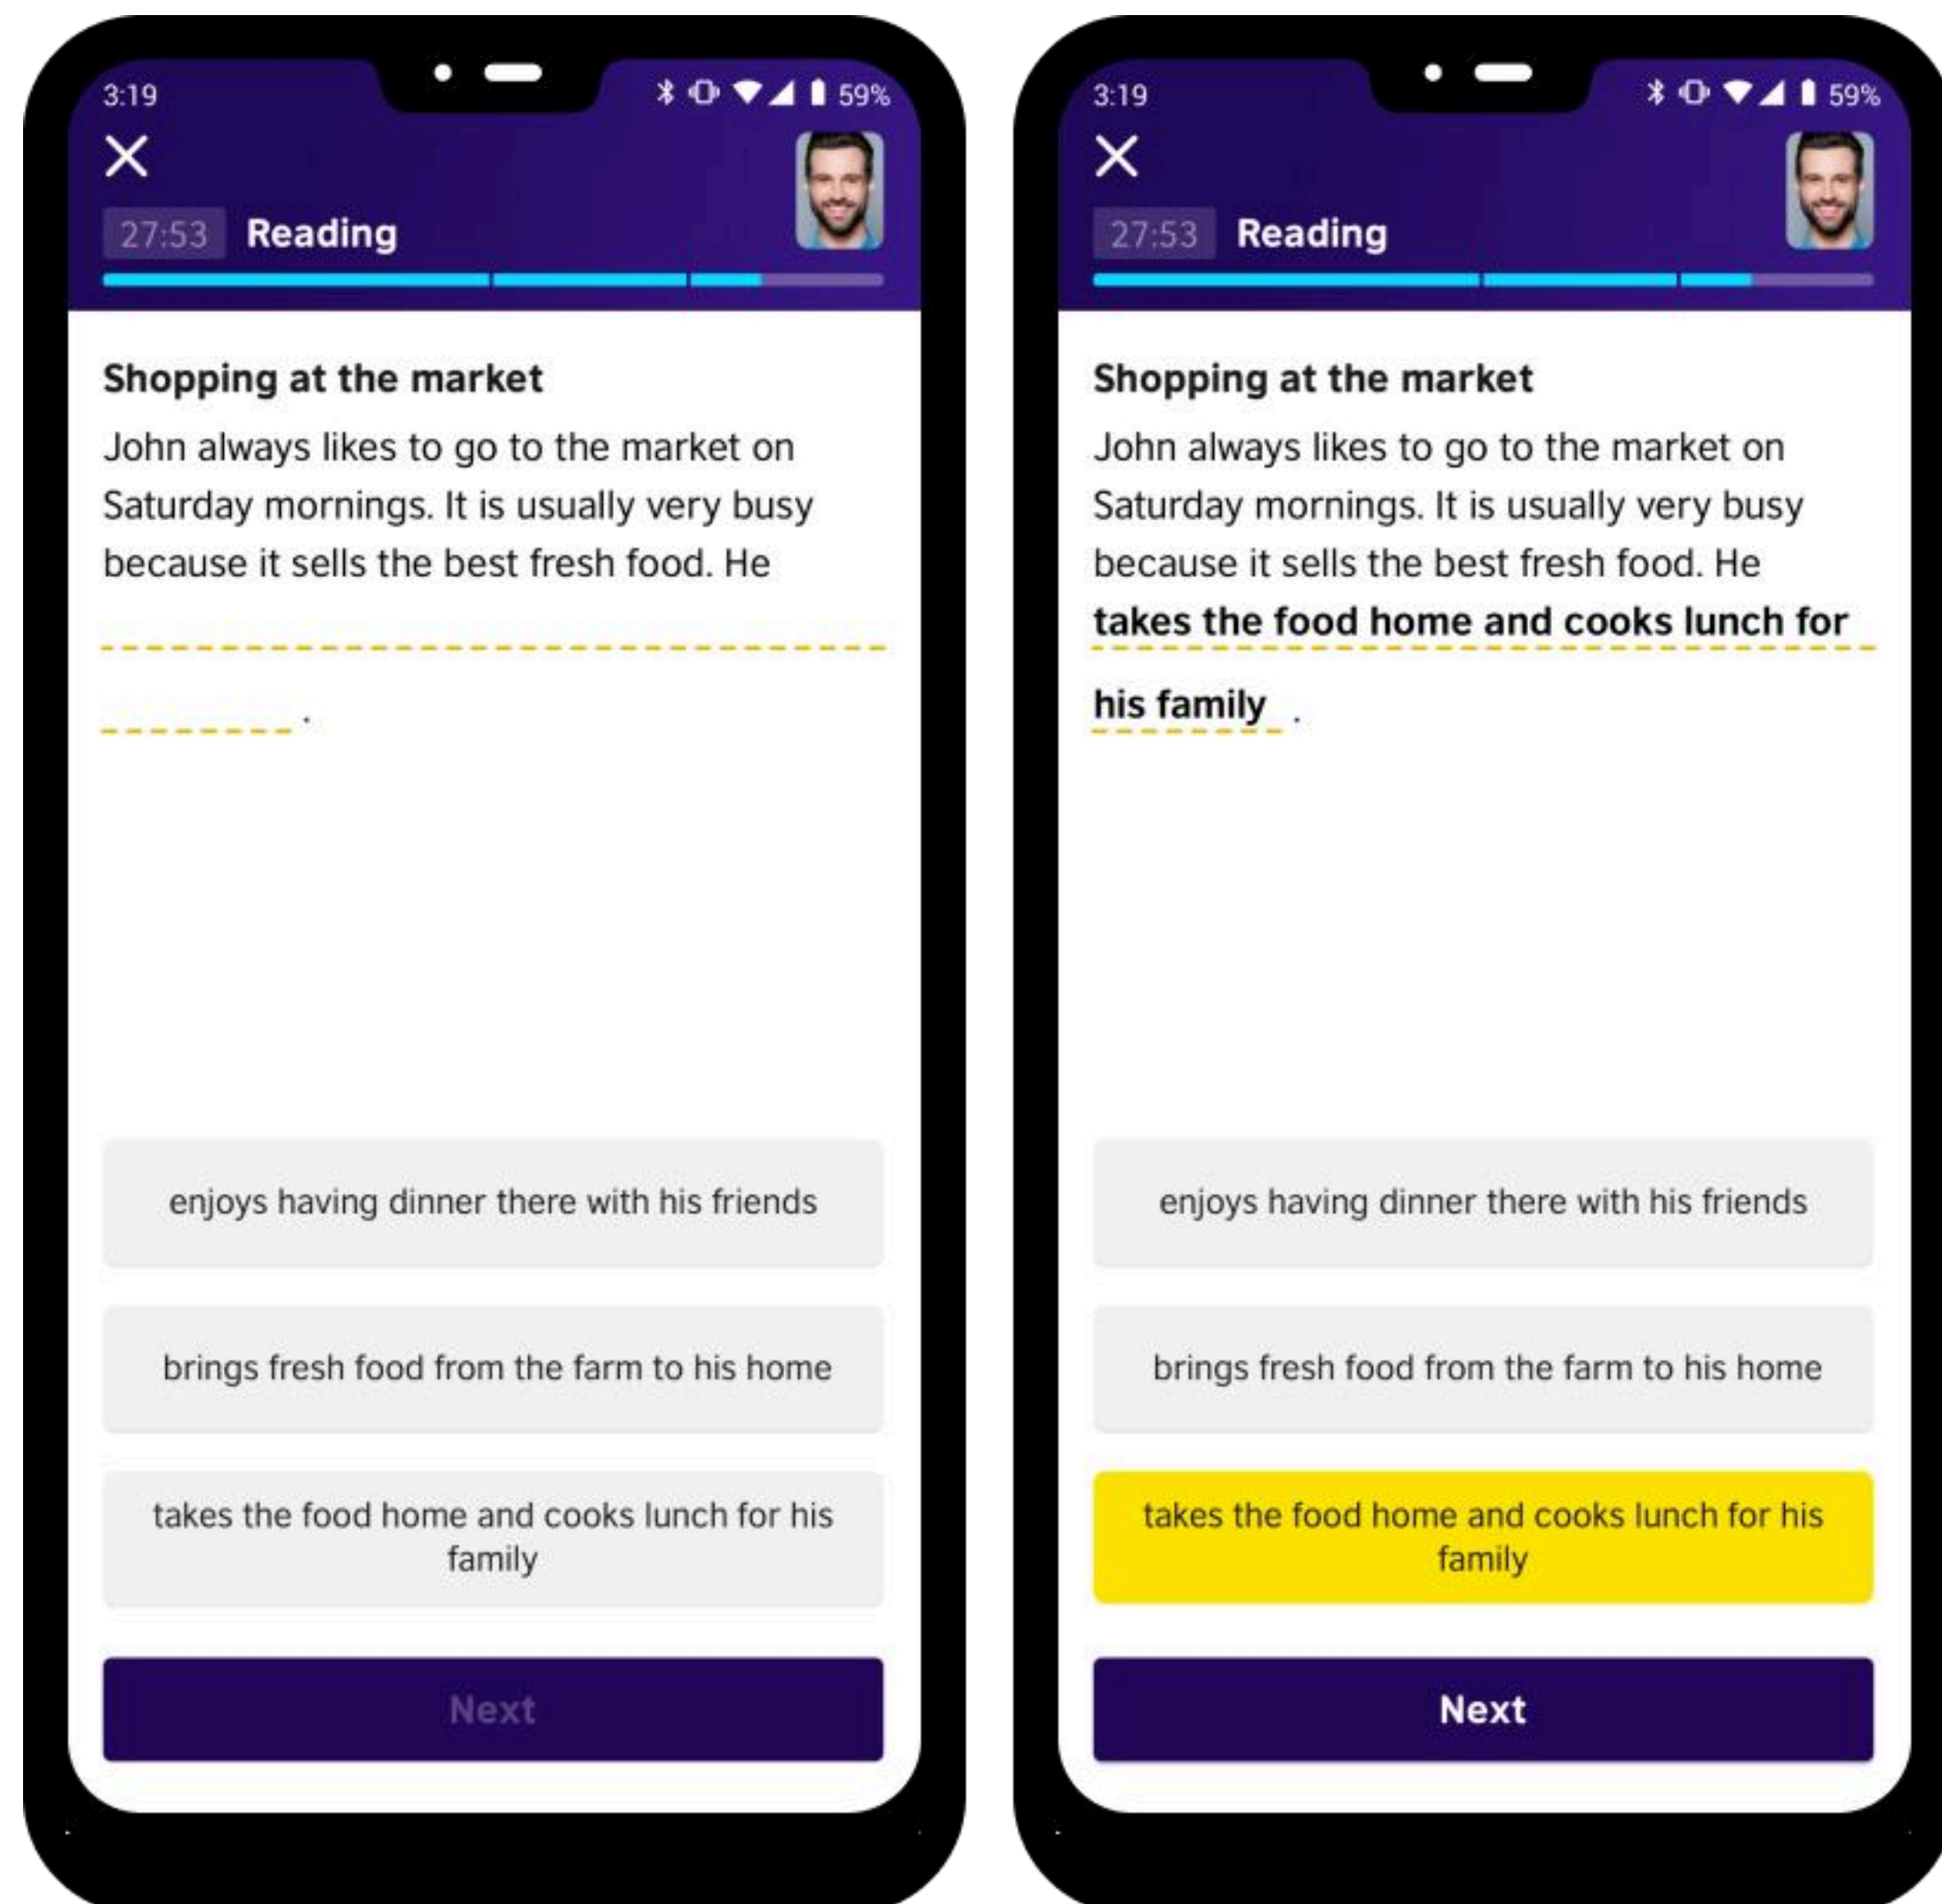 3:19
59%
27:53 Reading
Shopping at the market
John always likes to go to the market on
Saturday mornings. It is usually very busy
because it sells the best fresh food. He
.
enjoys having dinner there with his friends
brings fresh food from the farm to his home
takes the food home and cooks lunch for his
family
Next
3:19
59%
27:53 Reading
Shopping at the market
John always likes to go to the market on
Saturday mornings. It is usually very busy
because it sells the best fresh food. He
takes the food home and cooks lunch for
his family .
enjoys having dinner there with his friends
brings fresh food from the farm to his home
takes the food home and cooks lunch for his
family
Next